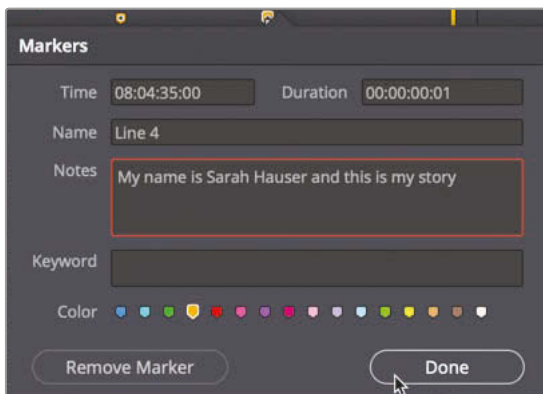 Markers
Time 08:04:35:00 Duration 00:00:00:01
Name Line 4
Notes My name is Sarah Hauser and this is my story
Keyword
Color
Remove Marker Done